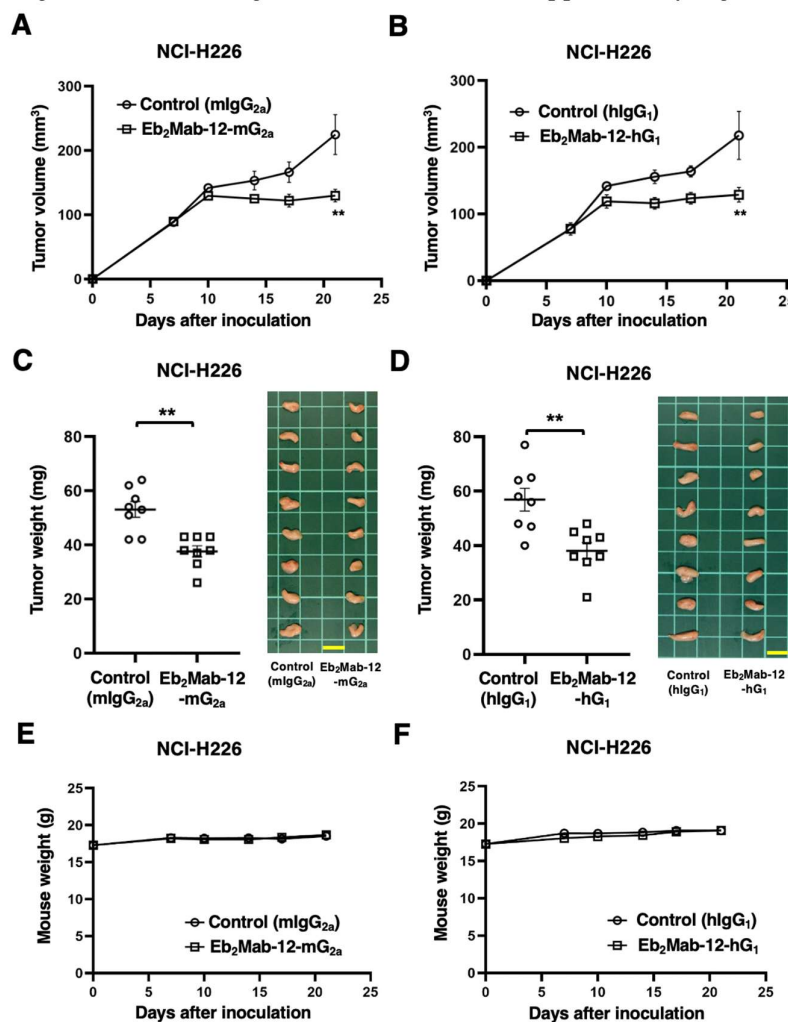 A
NCI-H226
Tumor volume (mm³)
300
200
100
0
Control (mIgG₂ₐ)
Eb₂Mab-12-mG₂ₐ
**
0 5 10 15 20 25
Days after inoculation
B
NCI-H226
Tumor volume (mm³)
300
200
100
0
Control (hIgG₁)
Eb₂Mab-12-hG₁
**
0 5 10 15 20 25
Days after inoculation
C
NCI-H226
Tumor weight (mg)
80
60
40
20
0
**
Control
(mIgG₂ₐ)
Eb₂Mab-12
-mG₂ₐ
Control
(mIgG₂ₐ)
Eb₂Mab-12
-mG₂ₐ
D
NCI-H226
Tumor weight (mg)
80
60
40
20
0
**
Control
(hIgG₁)
Eb₂Mab-12
-hG₁
Control
(hIgG₁)
Eb₂Mab-12
-hG₁
E
NCI-H226
Mouse weight (g)
25
20
15
10
5
0
Control (mIgG₂ₐ)
Eb₂Mab-12-mG₂ₐ
0 5 10 15 20 25
Days after inoculation
F
NCI-H226
Mouse weight (g)
25
20
15
10
5
0
Control (hIgG₁)
Eb₂Mab-12-hG₁
0 5 10 15 20 25
Days after inoculation